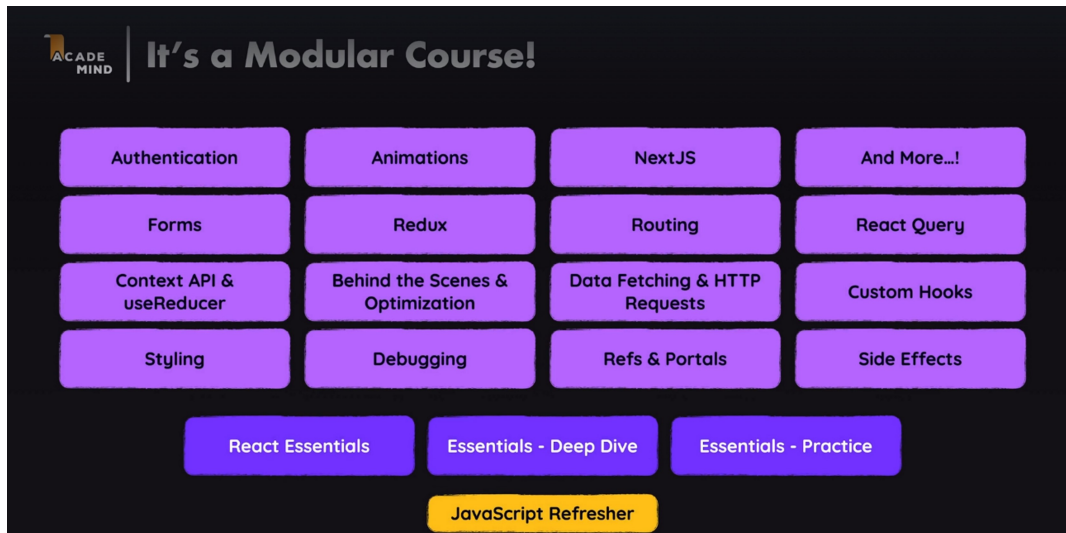 ACADE
MIND
It's a Modular Course!
Authentication
Animations
NextJS
And More...!
Forms
Redux
Routing
React Query
Context API &
useReducer
Behind the Scenes &
Optimization
Data Fetching & HTTP
Requests
Custom Hooks
Styling
Debugging
Refs & Portals
Side Effects
React Essentials
Essentials - Deep Dive
Essentials - Practice
JavaScript Refresher